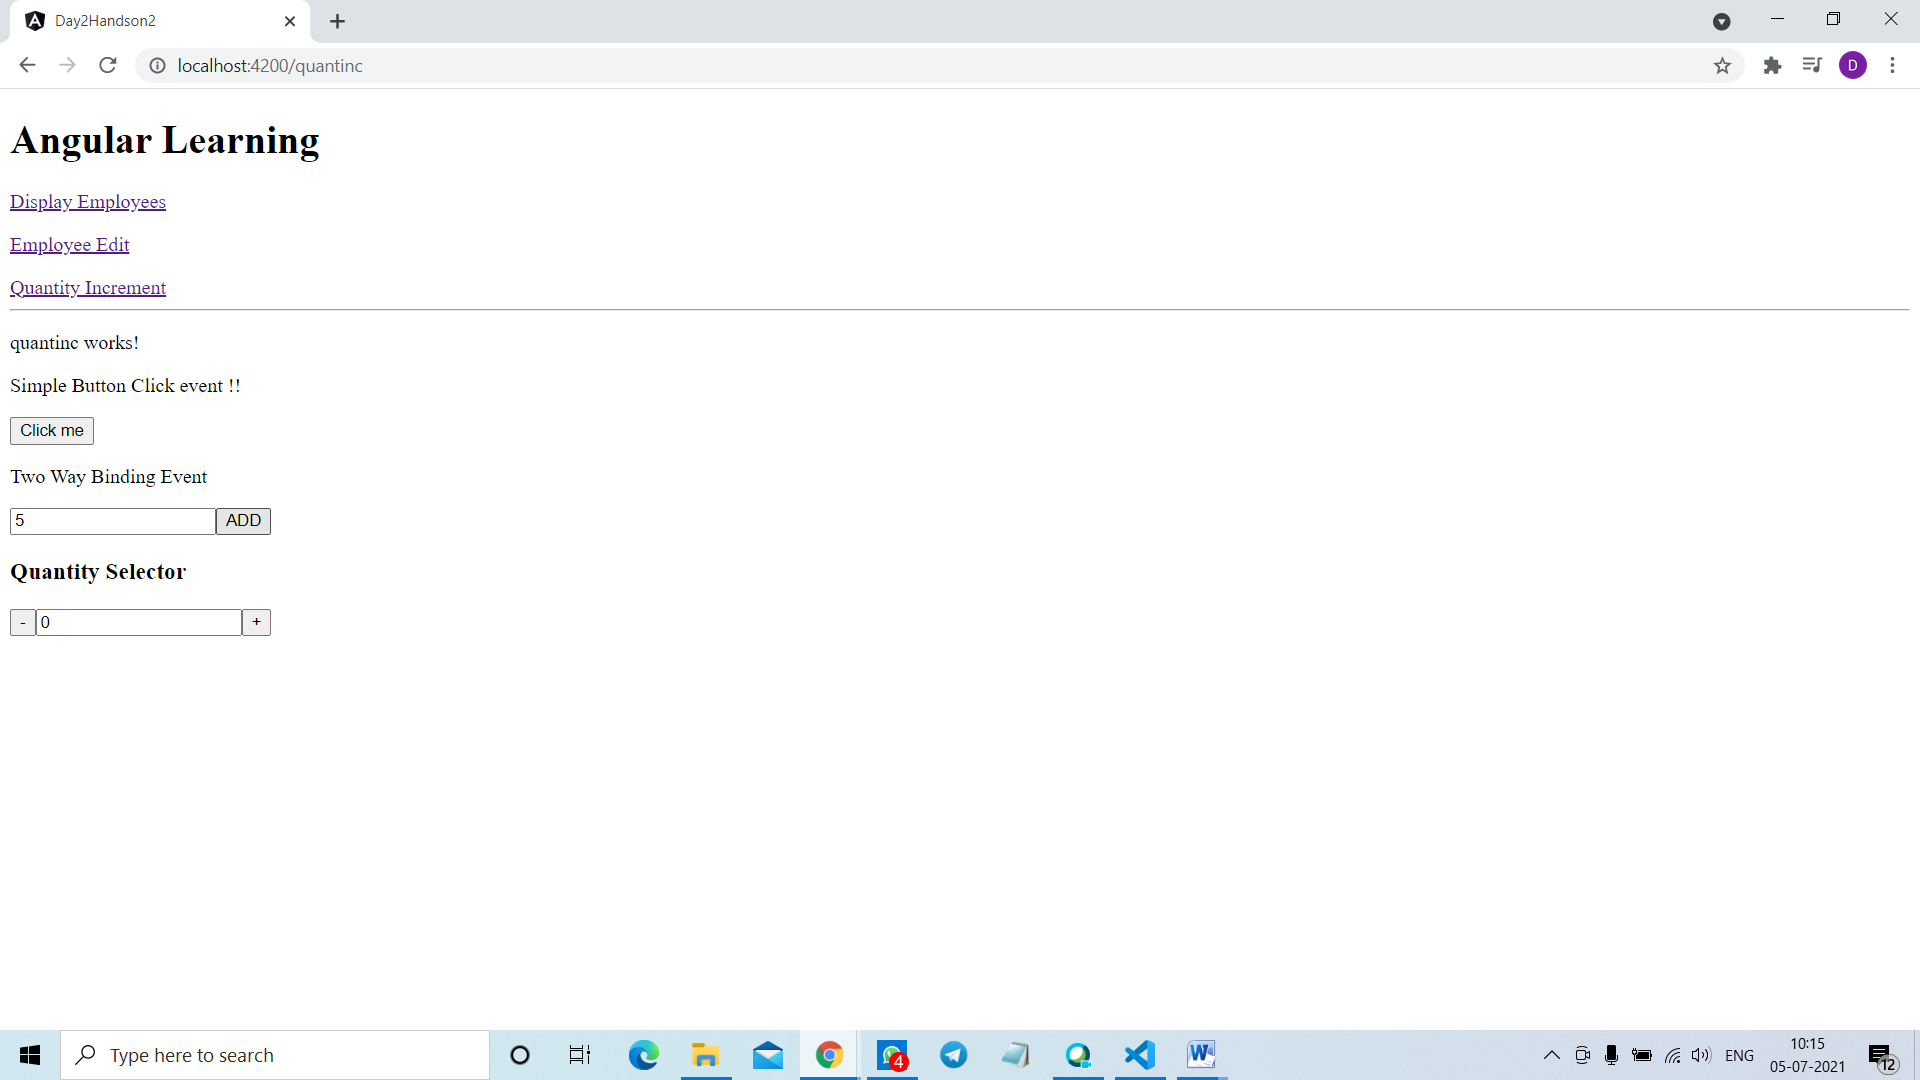 Day2Handson2
localhost:4200/quantinc
D
Angular Learning
Display Employees
Employee Edit
Quantity Increment
quantinc works!
Simple Button Click event !!
Click me
Two Way Binding Event
5 ADD
Quantity Selector
- 0 +
Type here to search
4
W
ENG
10:15
05-07-2021
12